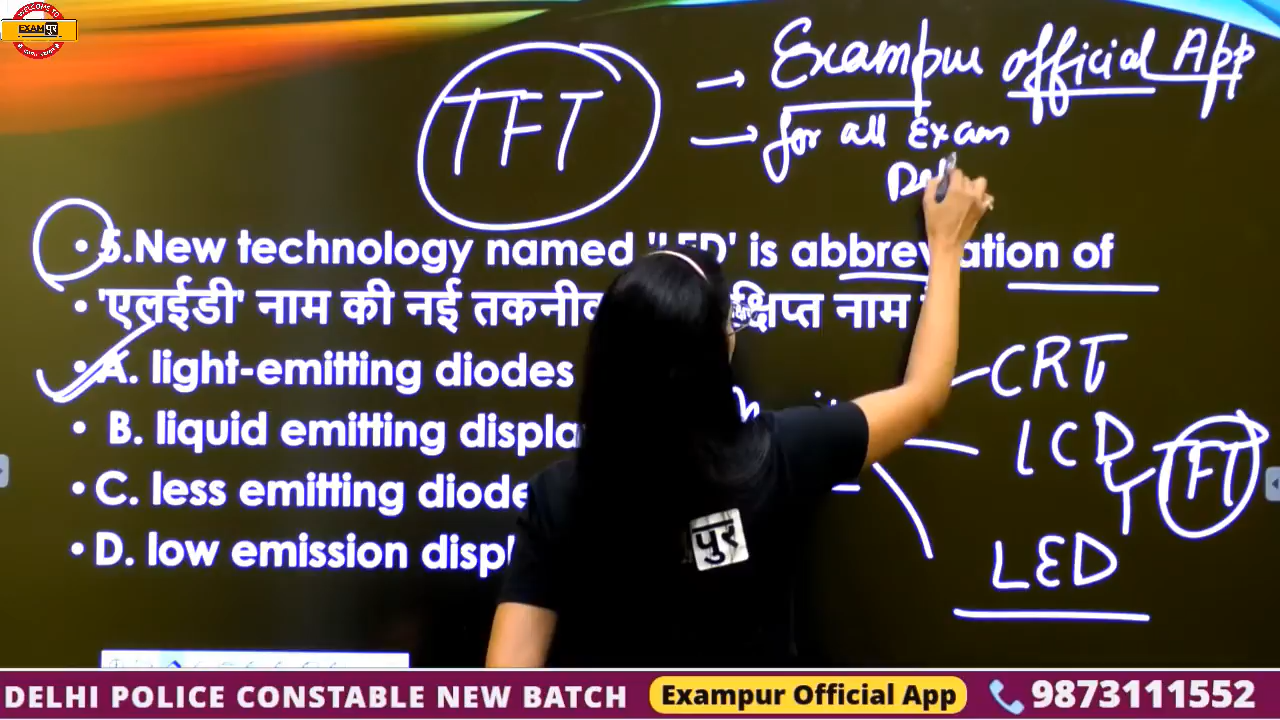 WELCOME TO
EXAMपुर
TFT
→ Exampur official App
→ for all Exam
• 5.New technology named 'LED' is abbreviation of
• 'एलईडी' नाम की नई तकनीक क्षिप्त नाम
• A. light-emitting diodes
• B. liquid emitting displa
• C. less emitting diode
• D. low emission displ
CRT
LCD
TFT
LED
पुर
DELHI POLICE CONSTABLE NEW BATCH Exampur Official App 9873111552